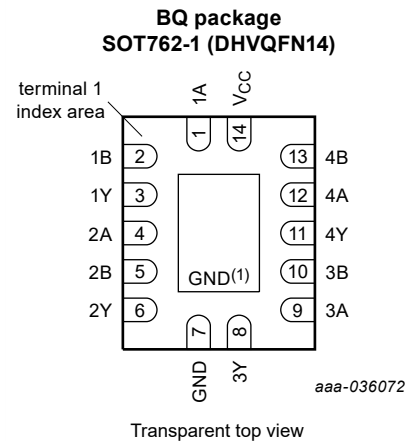 BQ package
SOT762-1 (DHVQFN14)
terminal 1
index area
1A
VCC
1
14
1B 2 13 4B
1Y 3 12 4A
2A 4 11 4Y
2B 5 10 3B
GND(1)
2Y 6 9 3A
7
8
GND
3Y
aaa-036072
Transparent top view